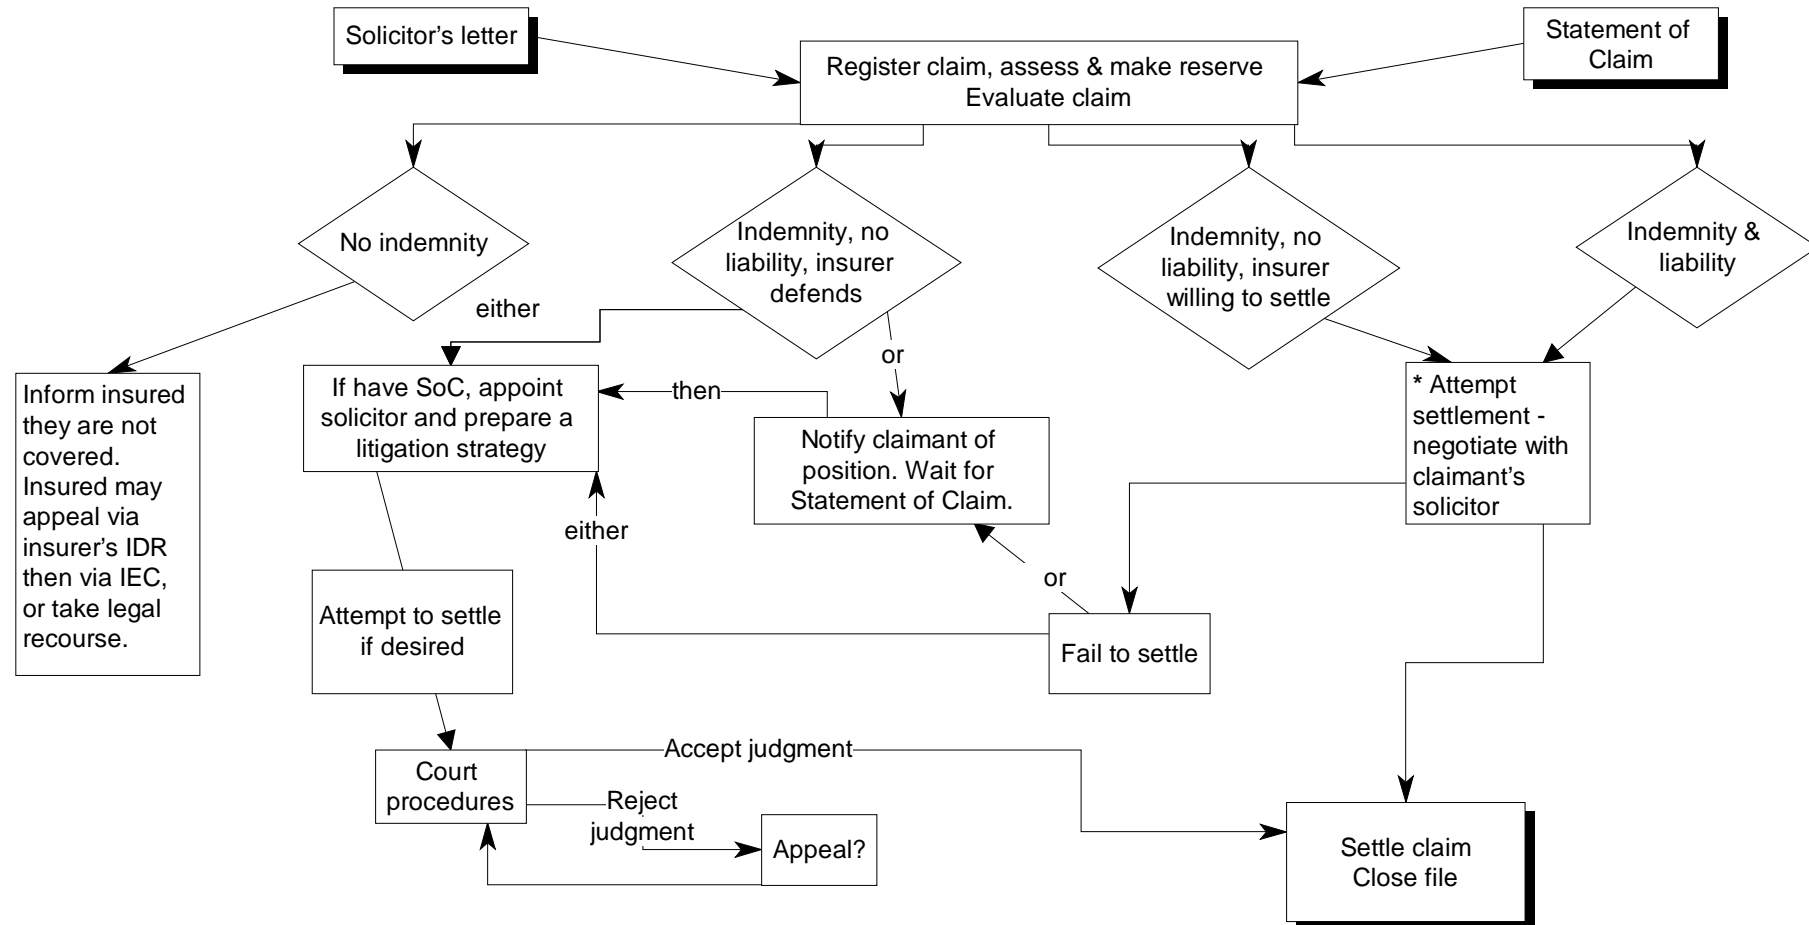 Solicitor's letter
Statement of
Claim
Register claim, assess & make reserve
Evaluate claim
No indemnity
Indemnity, no
liability, insurer
defends
Indemnity, no
liability, insurer
willing to settle
Indemnity &
liability
either
or
Inform insured
they are not
covered.
Insured may
appeal via
insurer's IDR
then via IEC,
or take legal
recourse.
If have SoC, appoint
solicitor and prepare a
litigation strategy
then
Notify claimant of
position. Wait for
Statement of Claim.
* Attempt
settlement -
negotiate with
claimant's
solicitor
either
or
Attempt to settle
if desired
Fail to settle
Court
procedures
Accept judgment
Reject
judgment
Appeal?
Settle claim
Close file